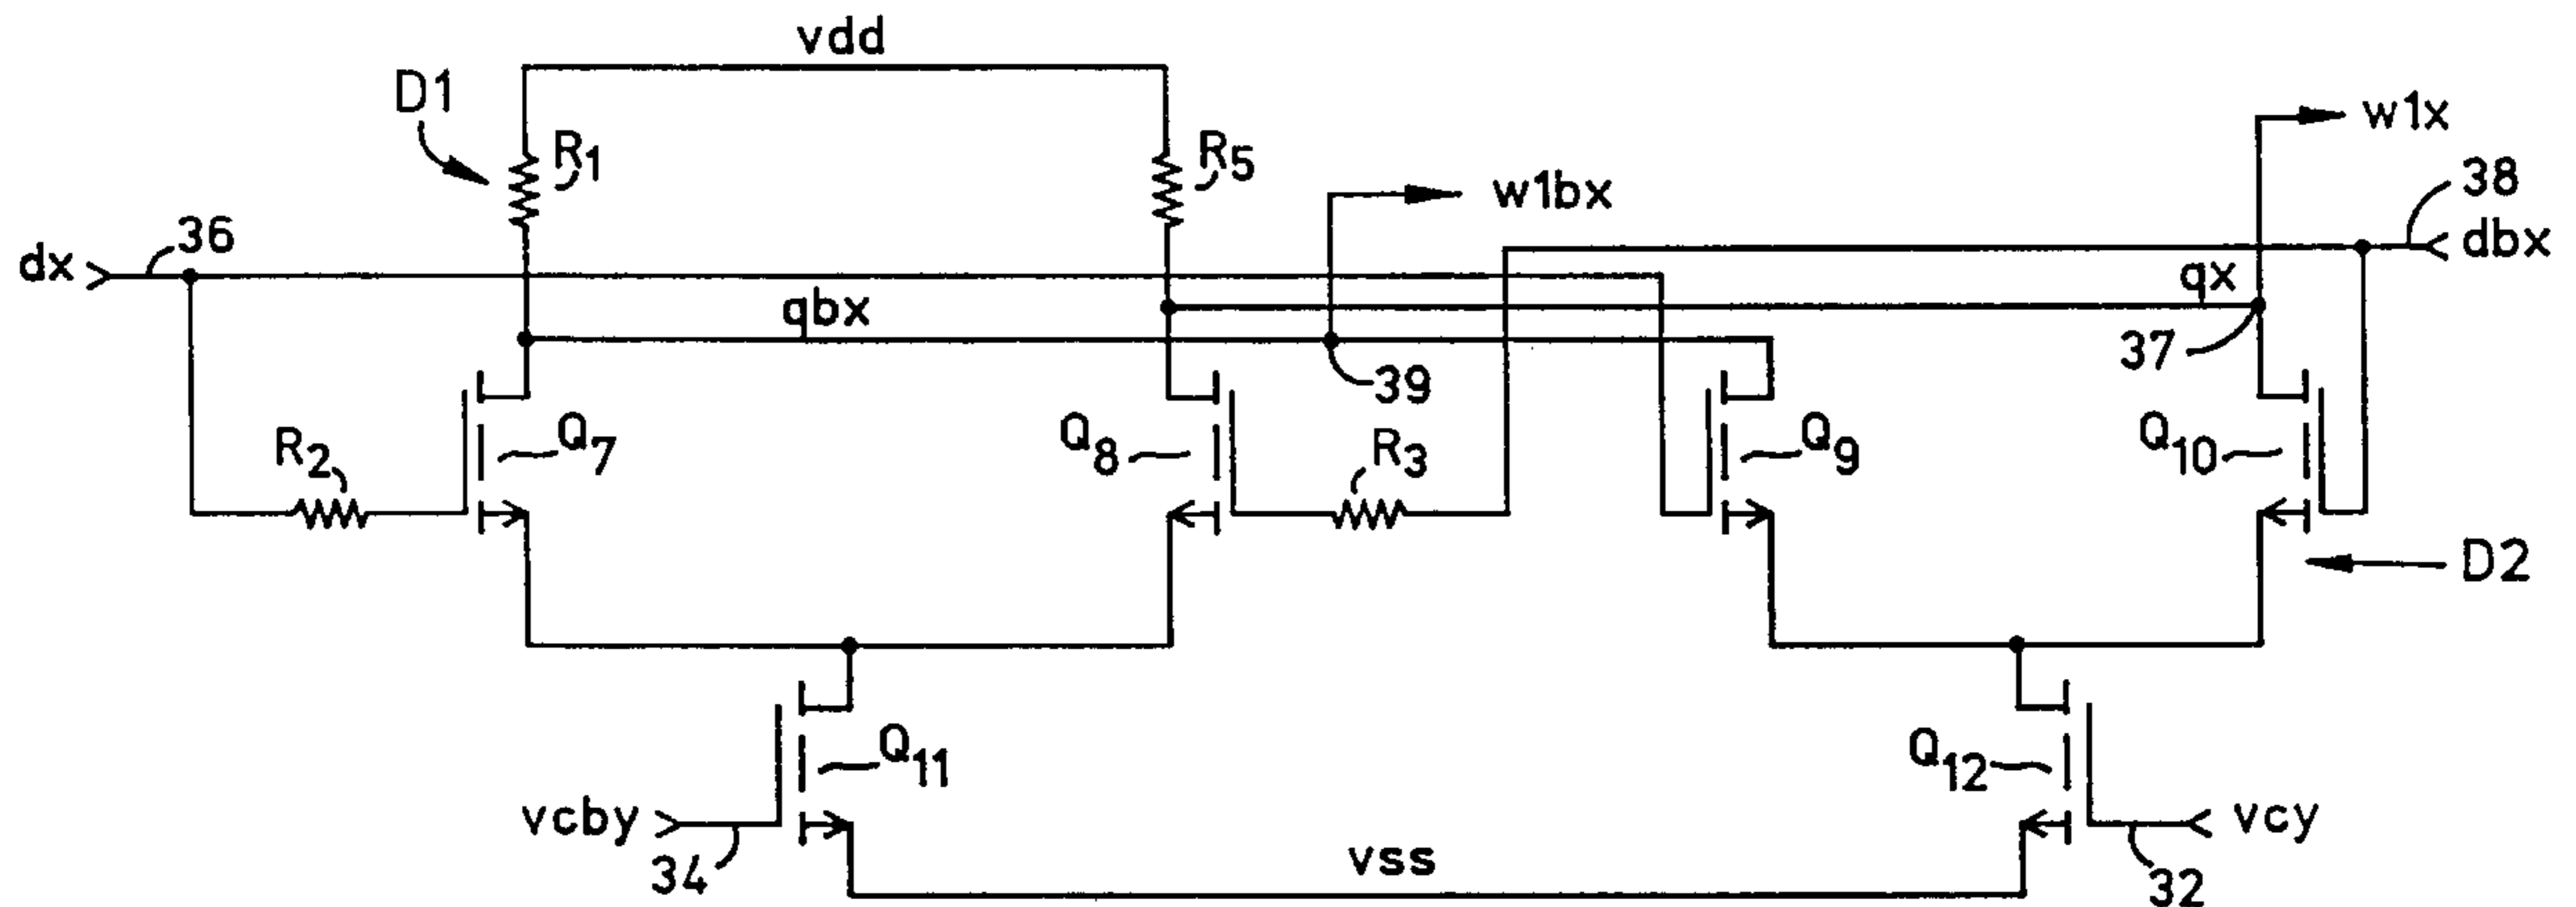 vdd
D1
R1
R5
w1x
w1bx
38
36
dx
dbx
qx
qbx
37
39
Q7
Q8
Q9
Q10
R2
R3
D2
Q11
Q12
vcby
vcy
34
vss
32